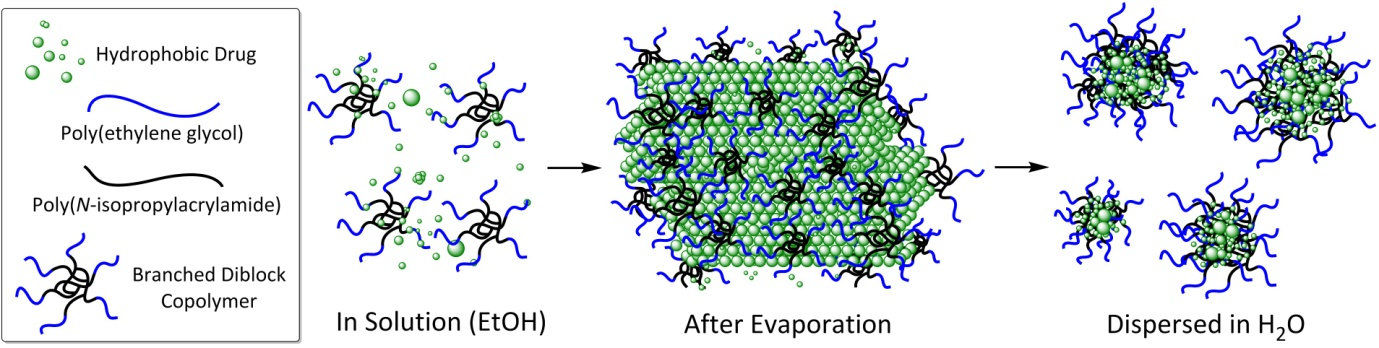 Hydrophobic Drug
Poly(ethylene glycol)
Poly(N-isopropylacrylamide)
Branched Diblock
Copolymer
In Solution (EtOH)
After Evaporation
Dispersed in H₂O